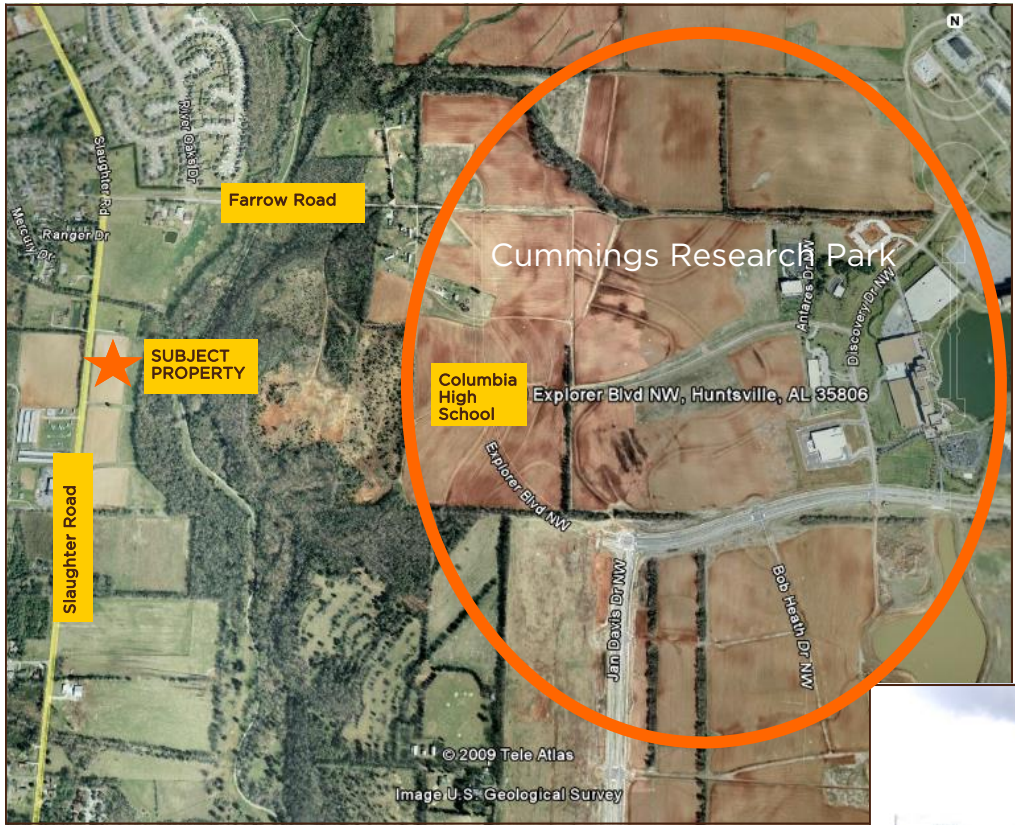 N
River Oaks Dr
Slaughter Rd
Farrow Road
Mercury Dr
Ranger Dr
Cummings Research Park
Antares Dr NW
Discovery Dr NW
SUBJECT
PROPERTY
Columbia
High
School
Explorer Blvd NW, Huntsville, AL 35806
Explorer Blvd NW
Slaughter Road
Jan Davis Dr NW
Bob Heath Dr NW
© 2009 Tele Atlas
Image U.S. Geological Survey